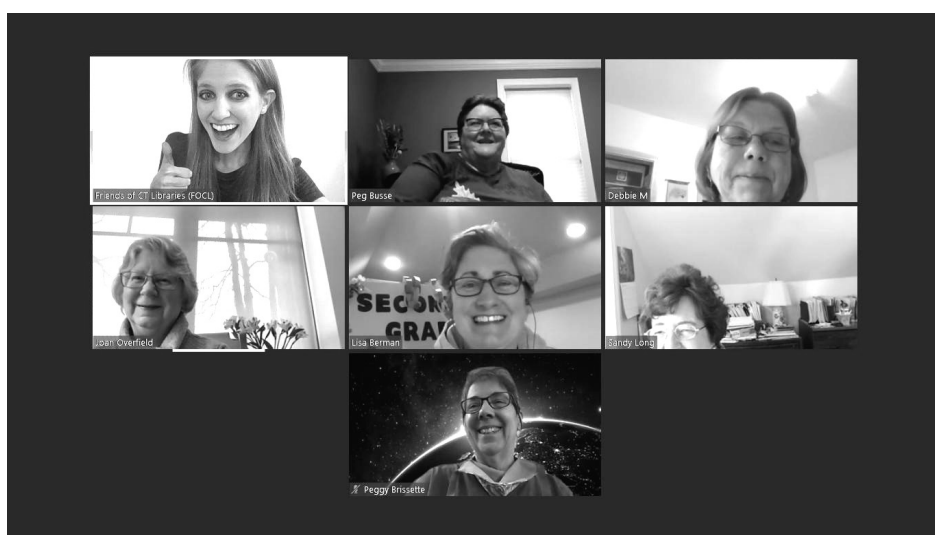 Friends of CT Libraries (FOCL)
Peg Busse
Debbie M
Joan Overfield
SECON
GRA
Lisa Berman
Sandy Long
Peggy Brissette